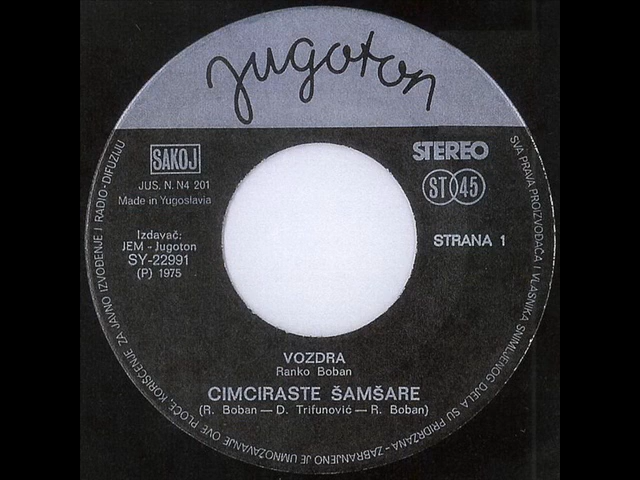 Jugoton
SAKOJ
JUS. N. N4 201
Made in Yugoslavia
Izdavač:
JEM - Jugoton
SY-22991
(P) 1975
STEREO
ST 45
STRANA 1
VOZDRA
Ranko Boban
CIMCIRASTE ŠAMŠARE
(R. Boban — D. Trifunović — R. Boban)
SVA PRAVA PROIZVOĐAČA I VLASNIKA SNIMLJENOG DJELA SU PRIDRŽANA - ZABRANJENO JE UMNOŽAVANJE OVE PLOČE, KORIŠĆENJE ZA JAVNO IZVOĐENJE I RADIO-DIFUZIJU